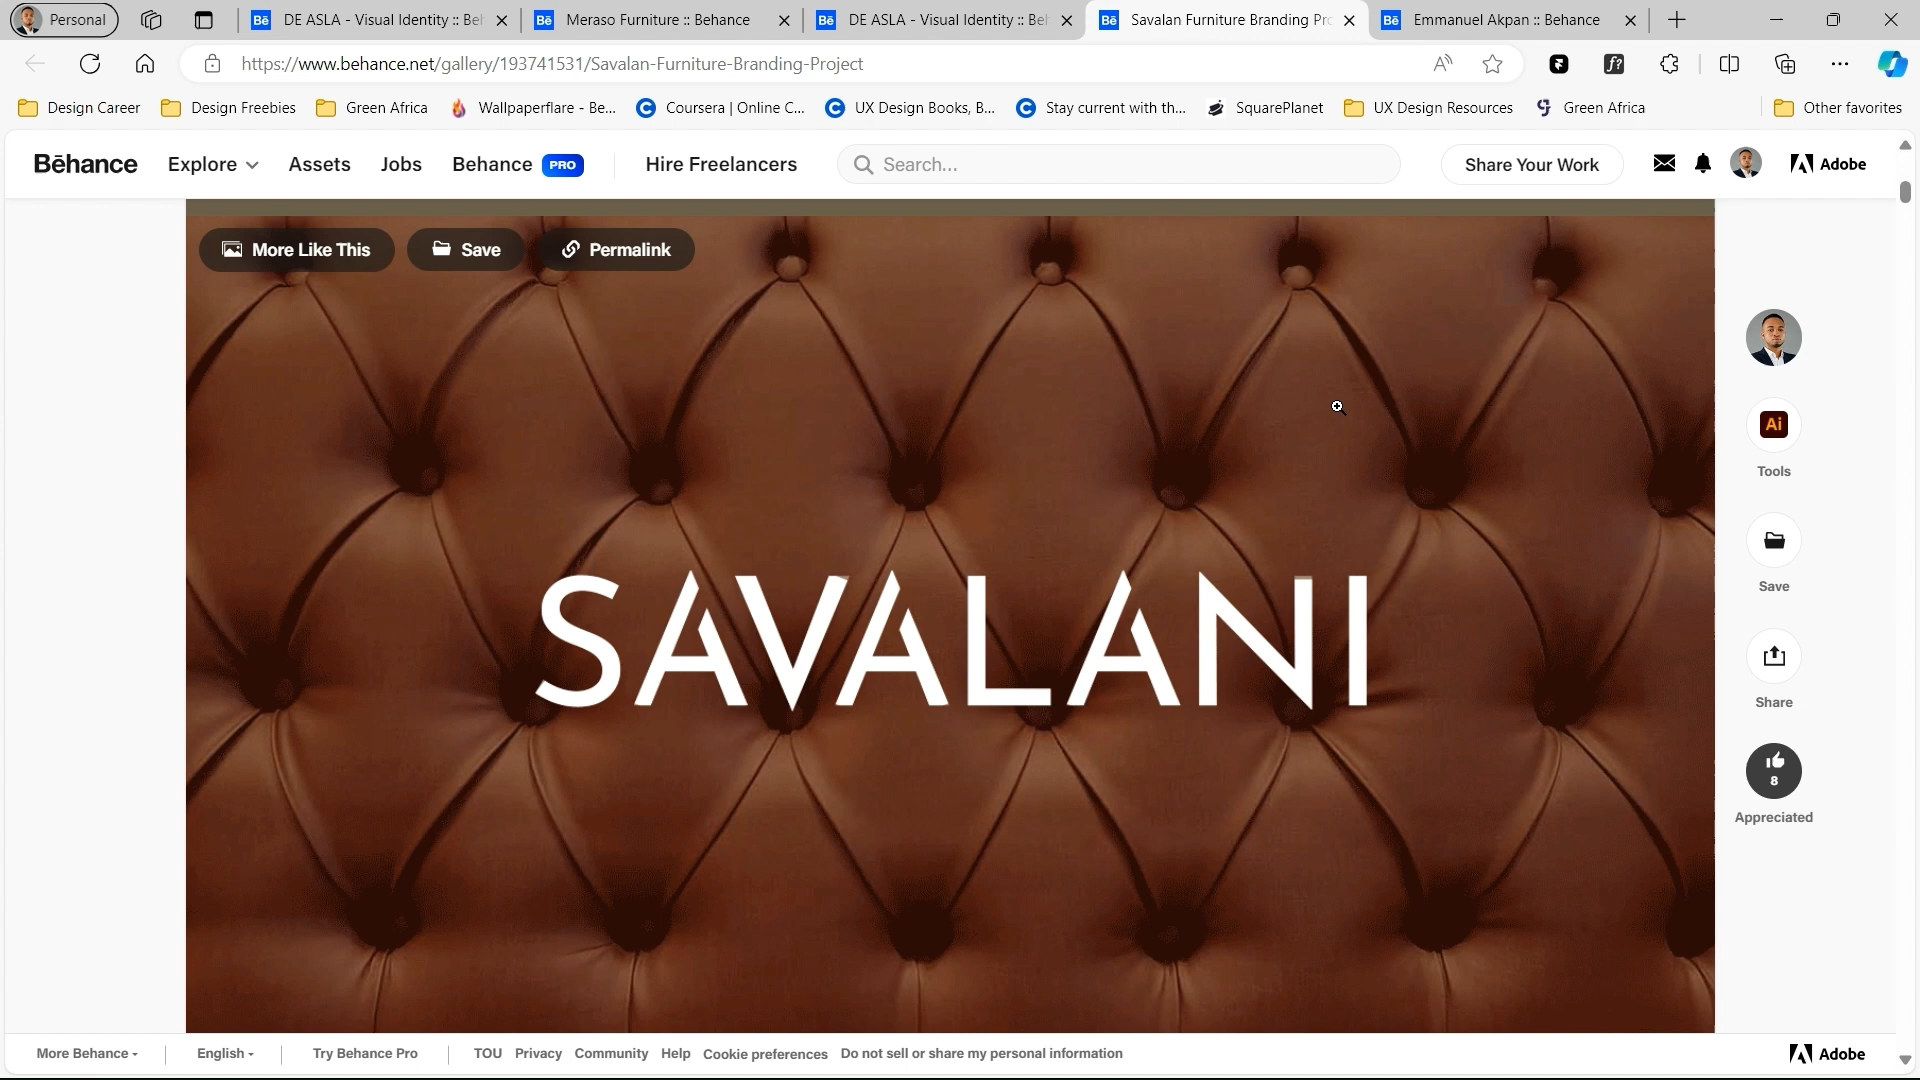 Personal
DE ASLA - Visual Identity :: Be
Meraso Furniture :: Behance
DE ASLA - Visual Identity :: Be
Savalan Furniture Branding Pr
Emmanuel Akpan :: Behance
https://www.behance.net/gallery/193741531/Savalan-Furniture-Branding-Project
Design Career
Design Freebies
Green Africa
Wallpaperflare - Be...
Coursera | Online C...
UX Design Books, B...
Stay current with th...
SquarePlanet
UX Design Resources
Green Africa
Other favorites
Bēhance
Explore
Assets
Jobs
Behance PRO
Hire Freelancers
Search...
Share Your Work
Adobe
More Like This
Save
Permalink
SAVALANI
Ai
Tools
Save
Share
8
Appreciated
More Behance
English
Try Behance Pro
TOU
Privacy
Community
Help
Cookie preferences
Do not sell or share my personal information
Adobe